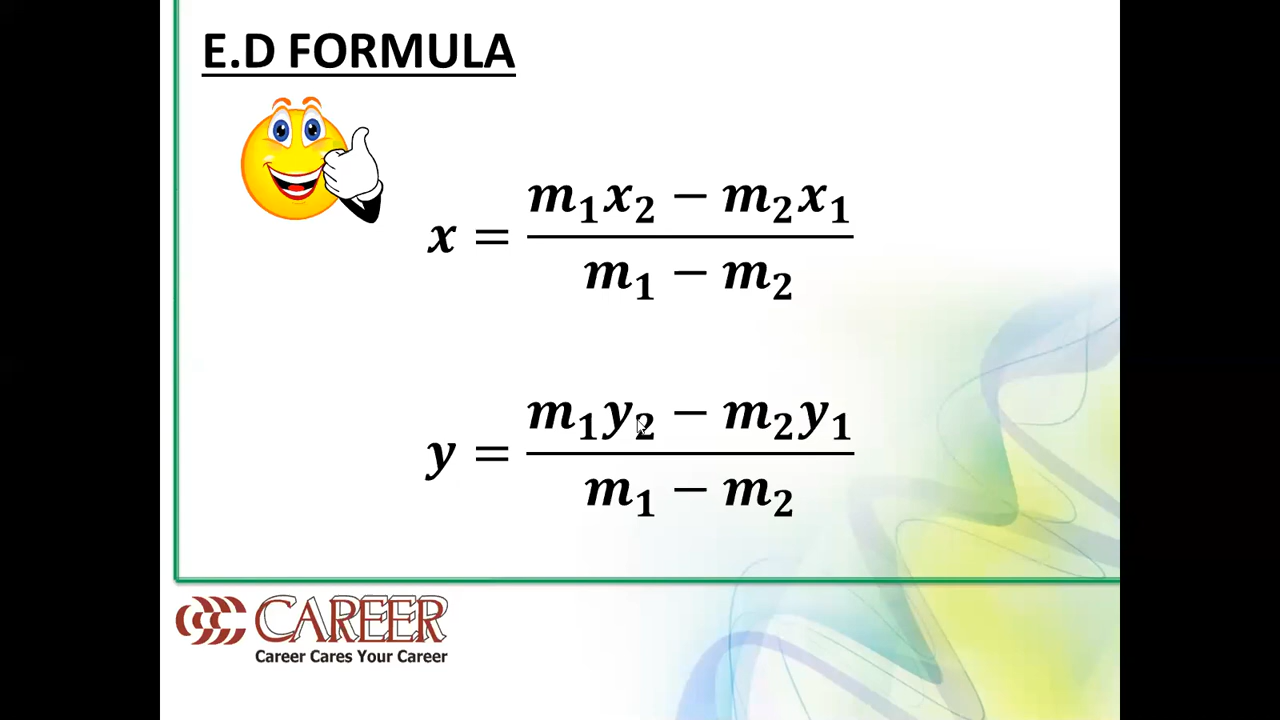 E.D FORMULA
x = (m₁x₂ − m₂x₁) / (m₁ − m₂)
y = (m₁y₂ − m₂y₁) / (m₁ − m₂)
CAREER
Career Cares Your Career